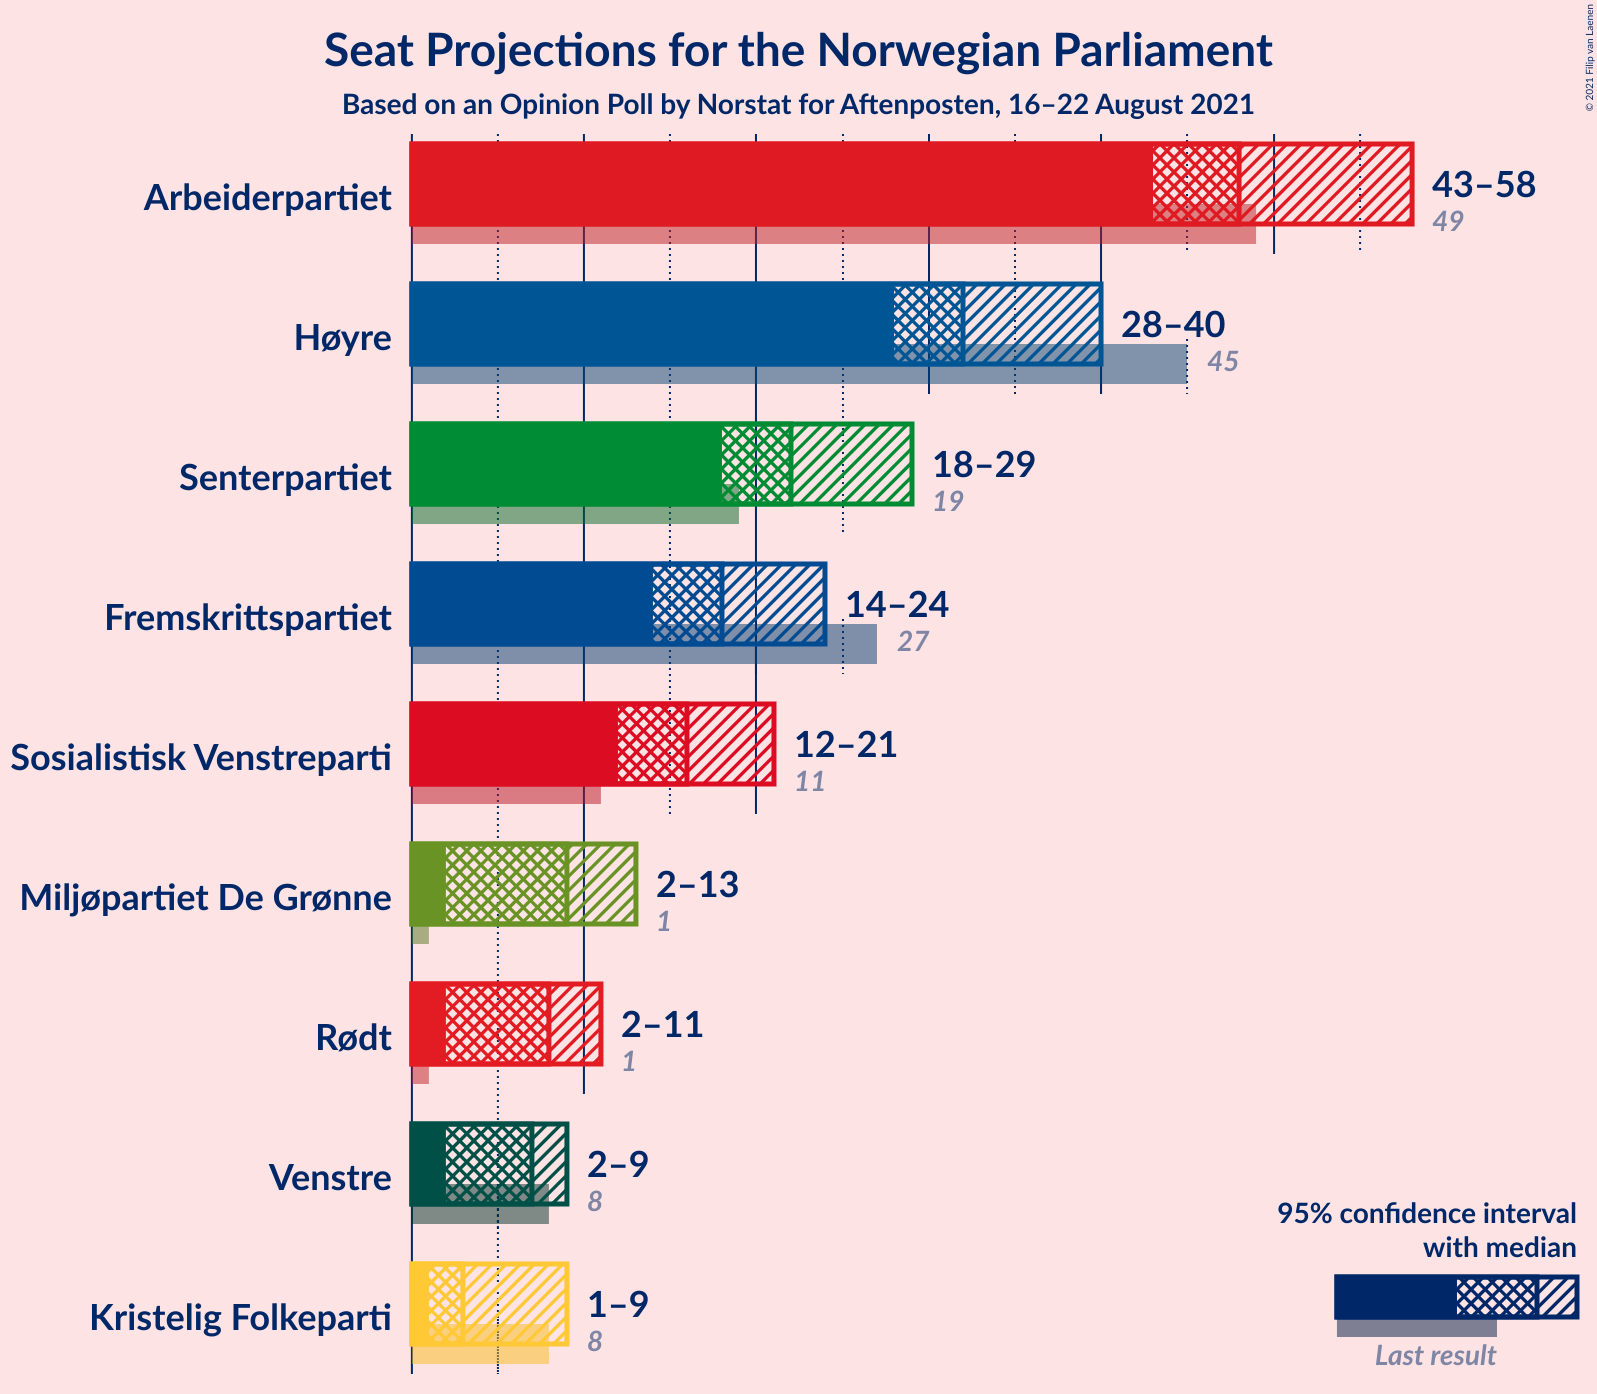 © 2021 Filip van Laenen
Seat Projections for the Norwegian Parliament
Based on an Opinion Poll by Norstat for Aftenposten, 16–22 August 2021
Arbeiderpartiet
43–58
49
Høyre
28–40
45
Senterpartiet
18–29
19
Fremskrittspartiet
14–24
27
Sosialistisk Venstreparti
12–21
11
Miljøpartiet De Grønne
2–13
1
Rødt
2–11
1
Venstre
2–9
8
Kristelig Folkeparti
1–9
8
95% confidence interval
with median
Last result